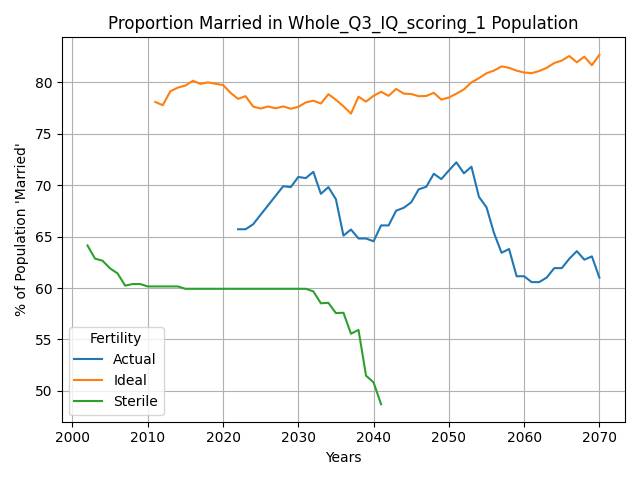 Proportion Married in Whole_Q3_IQ_scoring_1 Population
% of Population 'Married'
80
75
70
65
60
55
50
Fertility
Actual
Ideal
Sterile
2000 2010 2020 2030 2040 2050 2060 2070
Years